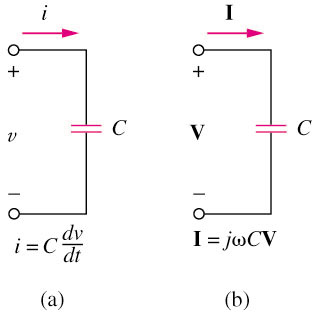 i I
+ +
v C V C
− −
i = C dv/dt I = jωCV
(a) (b)